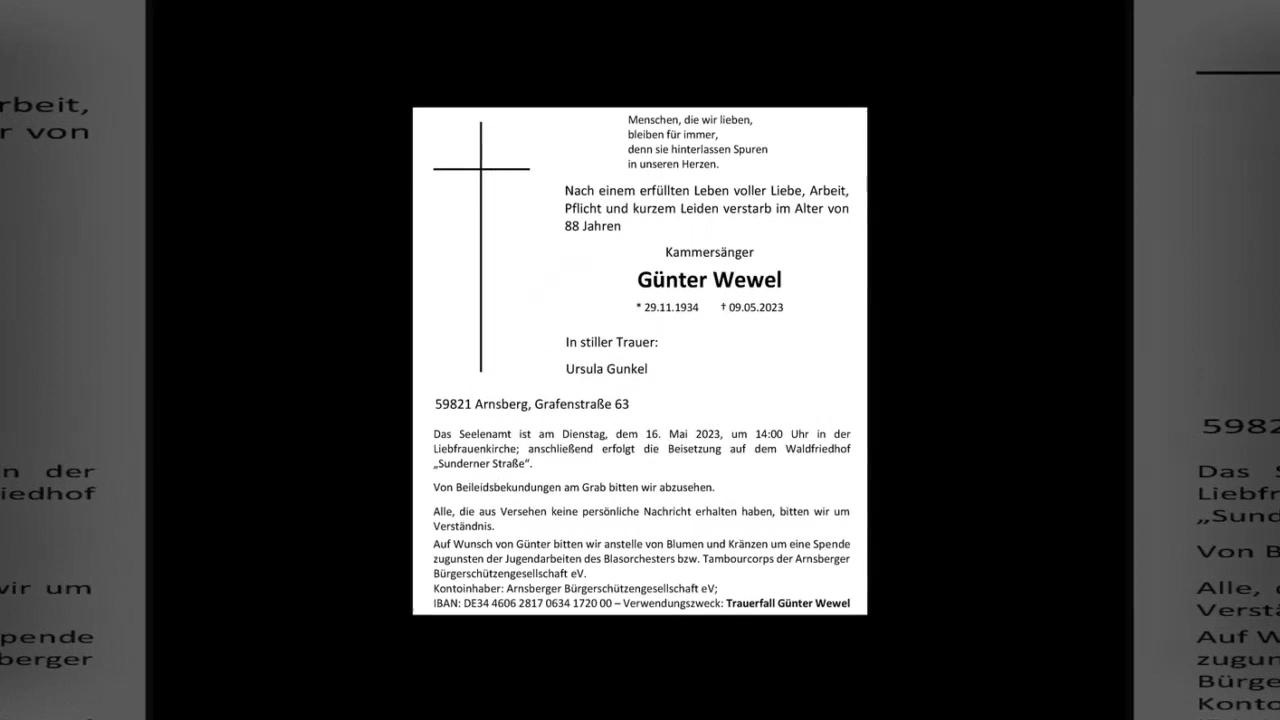 Menschen, die wir lieben,
bleiben für immer,
denn sie hinterlassen Spuren
in unseren Herzen.
Nach einem erfüllten Leben voller Liebe, Arbeit,
Pflicht und kurzem Leiden verstarb im Alter von
88 Jahren
Kammersänger
Günter Wewel
* 29.11.1934 † 09.05.2023
In stiller Trauer:
Ursula Gunkel
59821 Arnsberg, Grafenstraße 63
Das Seelenamt ist am Dienstag, dem 16. Mai 2023, um 14:00 Uhr in der
Liebfrauenkirche; anschließend erfolgt die Beisetzung auf dem Waldfriedhof
„Sunderner Straße“.
Von Beileidsbekundungen am Grab bitten wir abzusehen.
Alle, die aus Versehen keine persönliche Nachricht erhalten haben, bitten wir um
Verständnis.
Auf Wunsch von Günter bitten wir anstelle von Blumen und Kränzen um eine Spende
zugunsten der Jugendarbeiten des Blasorchesters bzw. Tambourcorps der Arnsberger
Bürgerschützengesellschaft eV.
Kontoinhaber: Arnsberger Bürgerschützengesellschaft eV;
IBAN: DE34 4606 2817 0634 1720 00 – Verwendungszweck: Trauerfall Günter Wewel